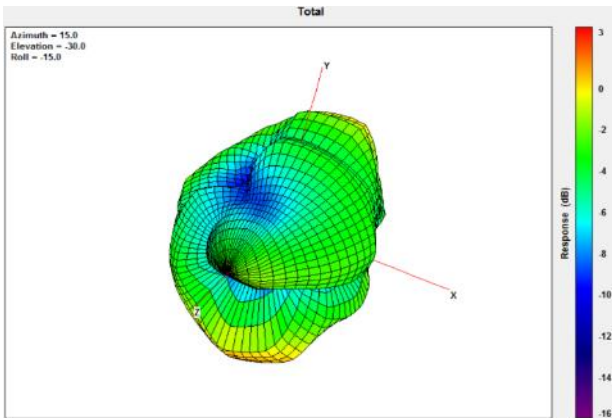 Total
Azimuth = 15.0
Elevation = -30.0
Roll = -15.0
Y
X
Z
3
0
-2
-4
-6
-8
-10
-12
-14
-16
Response (dB)